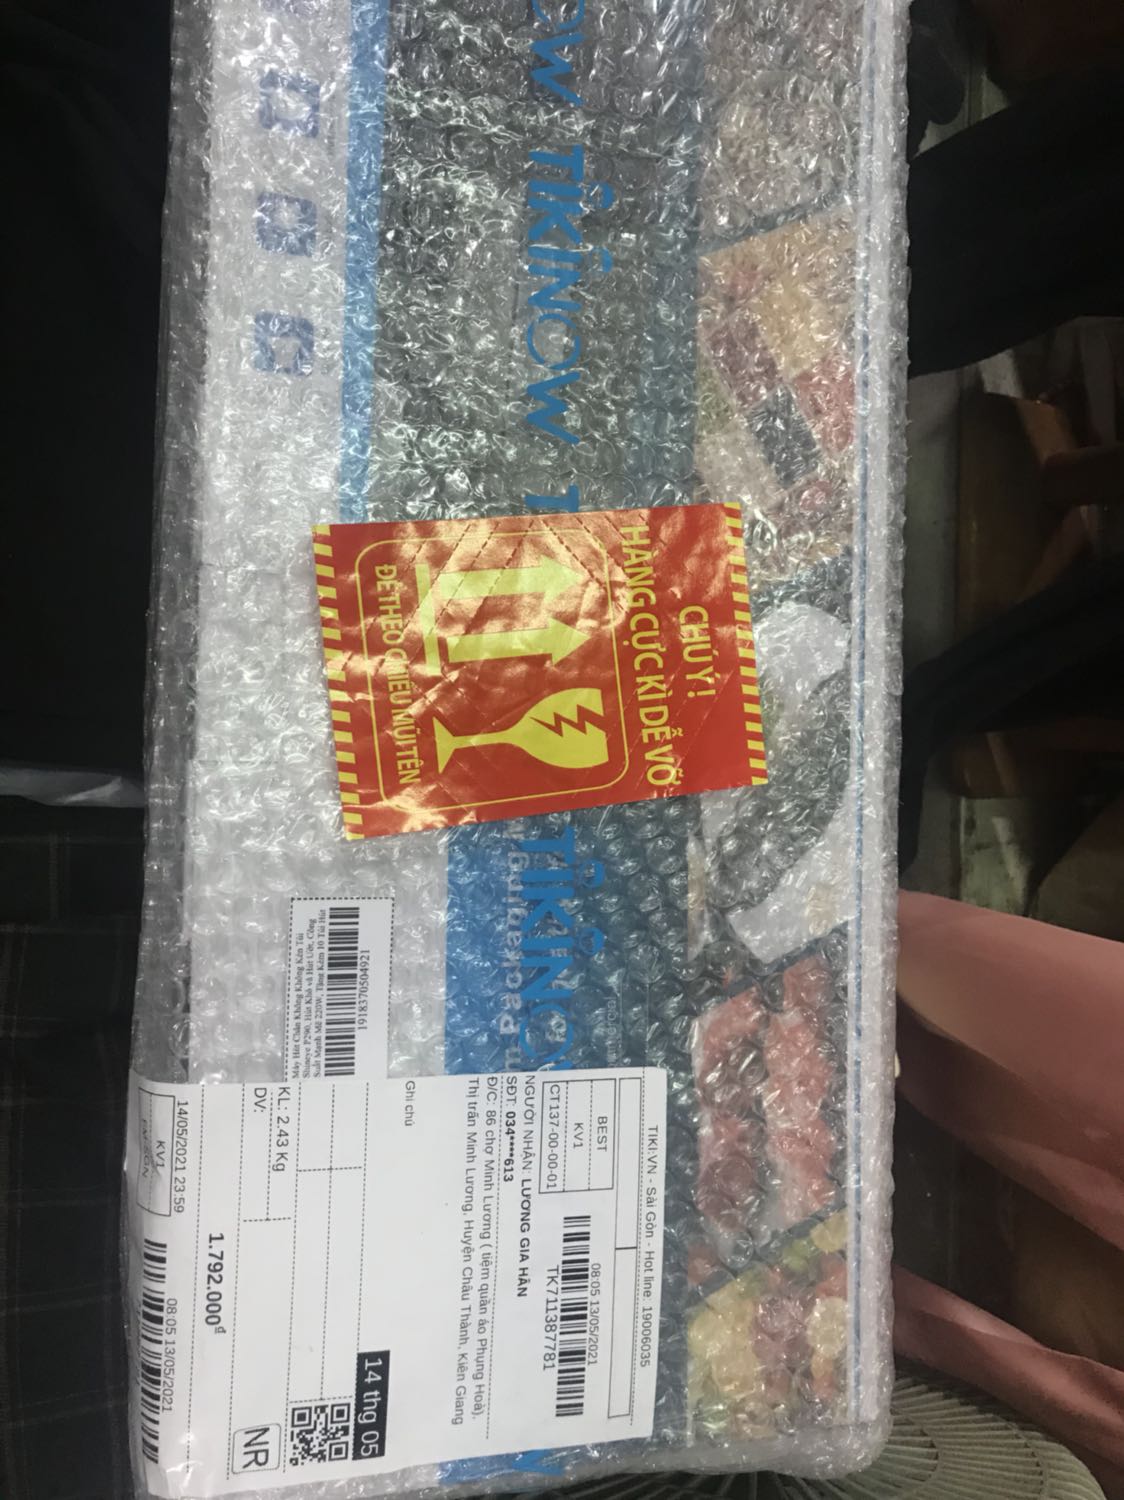 TIKINOW
TIKINOW
CHÚ Ý!
HÀNG CỰC KÌ DỄ VỠ
ĐỂ THEO CHIỀU MŨI TÊN
TIKINOW
TIKI.VN - Sài Gòn - Hot line: 19006035
BEST
KV1
CT137-00-00-01
08:05 13/05/2021
TK711387781
NGƯỜI NHẬN: LƯƠNG GIA HÂN
SĐT: 034****613
Đ/C: 86 chợ Minh Lương ( tiệm quần áo Phụng Hoà),
Thị trấn Minh Lương, Huyện Châu Thành, Kiên Giang
Ghi chú
14 thg 05
KL: 2.43 Kg
DV:
1.792.000đ
NR
14/05/2021 23:59
KV1
08:05 13/05/2021
1918370504921